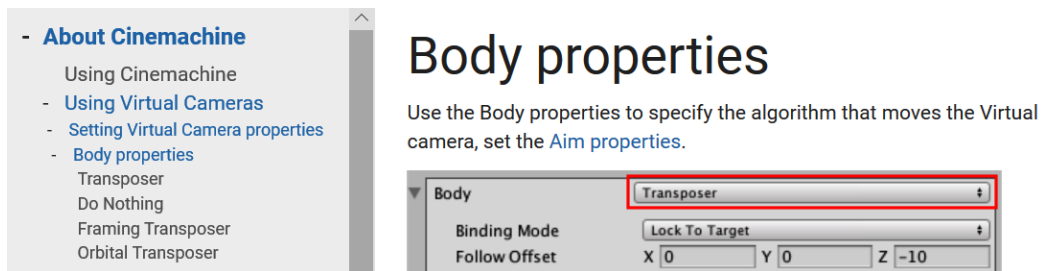 - About Cinemachine
Using Cinemachine
- Using Virtual Cameras
- Setting Virtual Camera properties
- Body properties
Transposer
Do Nothing
Framing Transposer
Orbital Transposer
Body properties
Use the Body properties to specify the algorithm that moves the Virtual
camera, set the Aim properties.
Body Transposer
Binding Mode Lock To Target
Follow Offset X 0 Y 0 Z -10